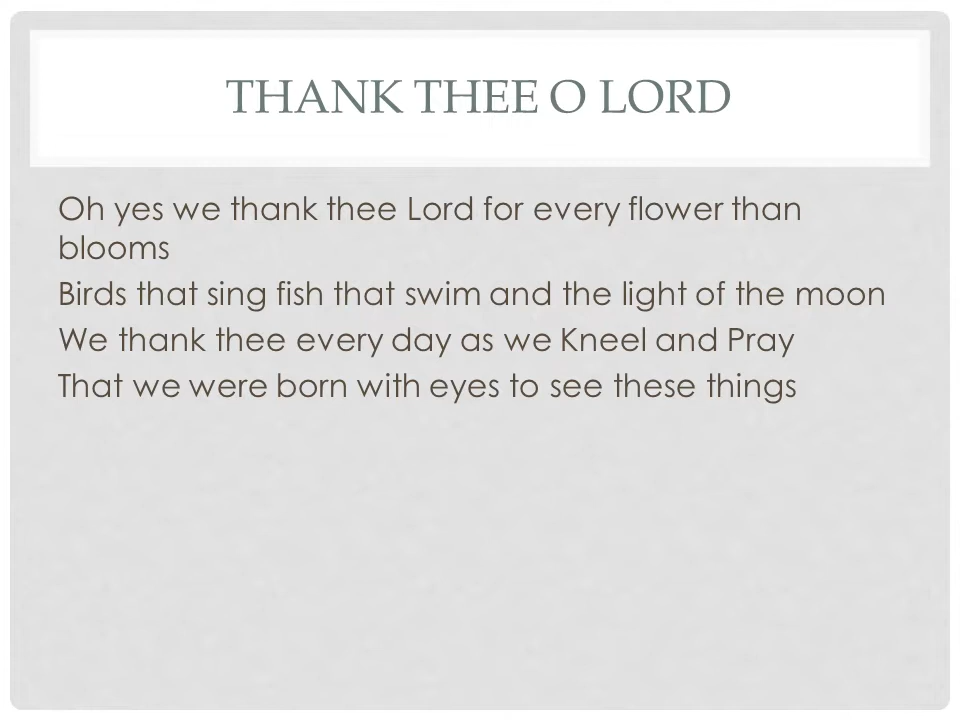 THANK THEE O LORD
Oh yes we thank thee Lord for every flower than
blooms
Birds that sing fish that swim and the light of the moon
We thank thee every day as we Kneel and Pray
That we were born with eyes to see these things